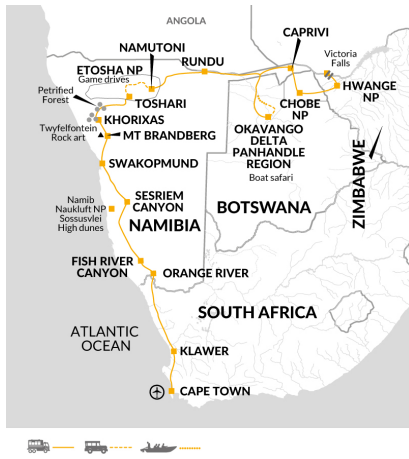 ANGOLA
CAPRIVI
NAMUTONI
Victoria
Falls
RUNDU
ETOSHA NP
Game drives
HWANGE
NP
Petrified
Forest
TOSHARI
CHOBE
NP
KHORIXAS
Twyfelfontein
Rock art
MT BRANDBERG
OKAVANGO
DELTA
PANHANDLE
REGION
Boat safari
SWAKOPMUND
ZIMBABWE
SESRIEM
CANYON
Namib
Naukluft NP
Sossusvlei
High dunes
BOTSWANA
NAMIBIA
FISH RIVER
CANYON
ORANGE RIVER
SOUTH AFRICA
ATLANTIC
OCEAN
KLAWER
CAPE TOWN